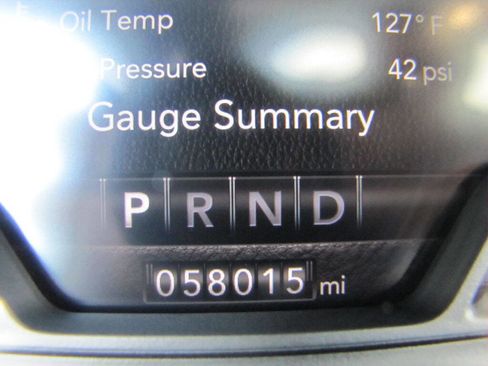 Oil Temp 127° F
Pressure 42 psi
Gauge Summary
P R N D
058015 mi